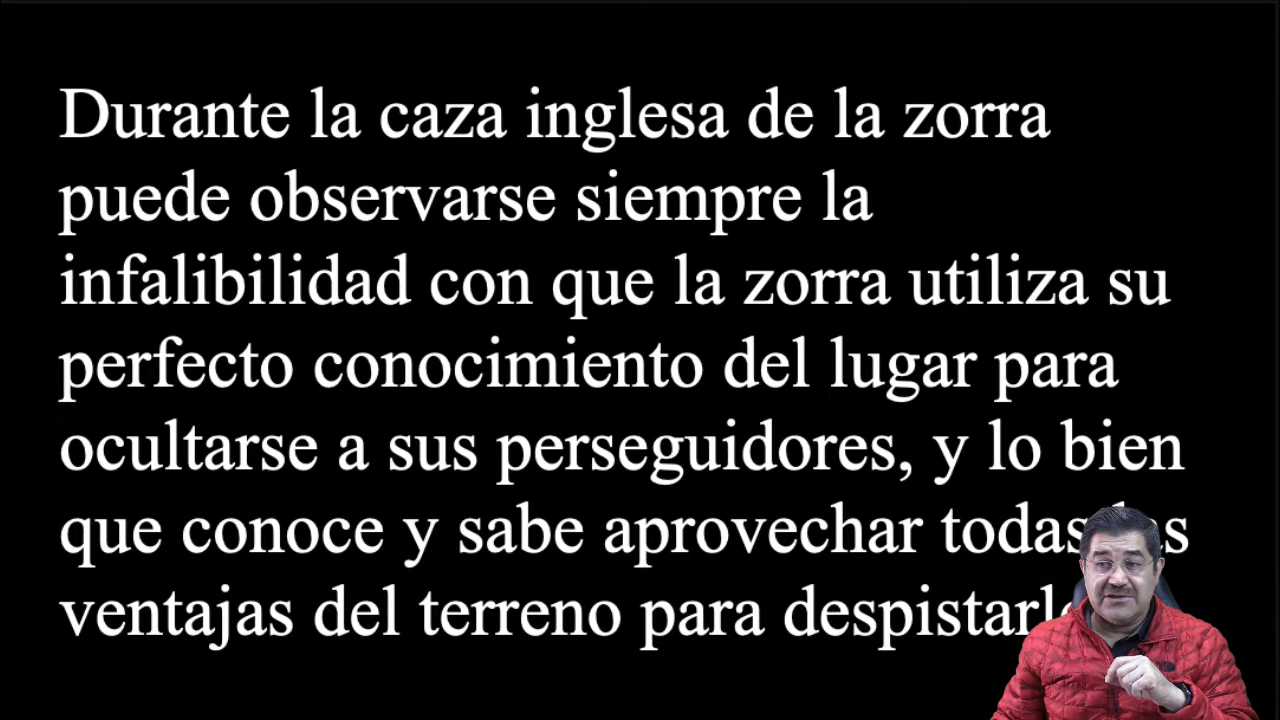 Durante la caza inglesa de la zorra
puede observarse siempre la
infalibilidad con que la zorra utiliza su
perfecto conocimiento del lugar para
ocultarse a sus perseguidores, y lo bien
que conoce y sabe aprovechar todas
ventajas del terreno para